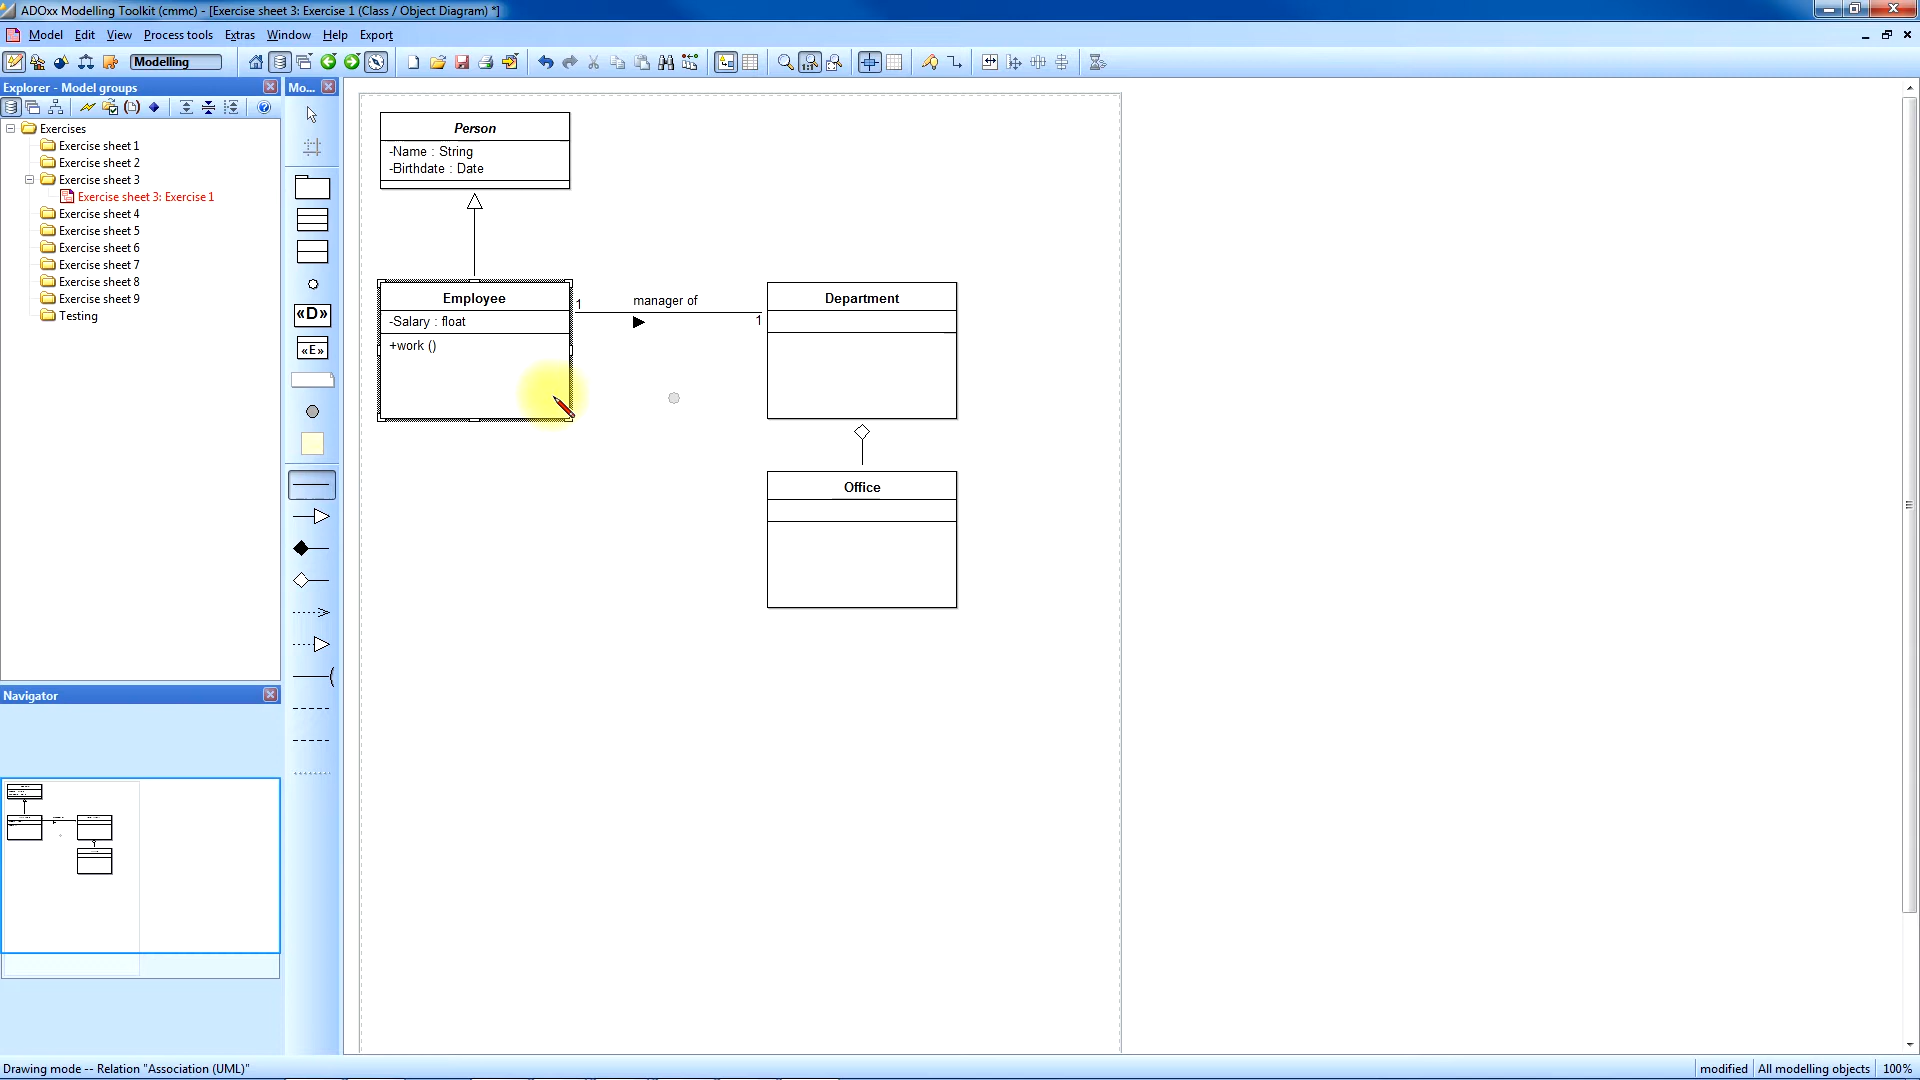 ADOxx Modelling Toolkit (cmmc) - [Exercise sheet 3: Exercise 1 (Class / Object Diagram) *]
Model Edit View Process tools Extras Window Help Export
Modelling
Explorer - Model groups
Mo...
Exercises
Exercise sheet 1
Exercise sheet 2
Exercise sheet 3
Exercise sheet 3: Exercise 1
Exercise sheet 4
Exercise sheet 5
Exercise sheet 6
Exercise sheet 7
Exercise sheet 8
Exercise sheet 9
Testing
«D»
«E»
Person
-Name : String
-Birthdate : Date
Employee
-Salary : float
+work ()
1
manager of
1
Department
Office
Navigator
Drawing mode -- Relation "Association (UML)"
modified
All modelling objects
100%